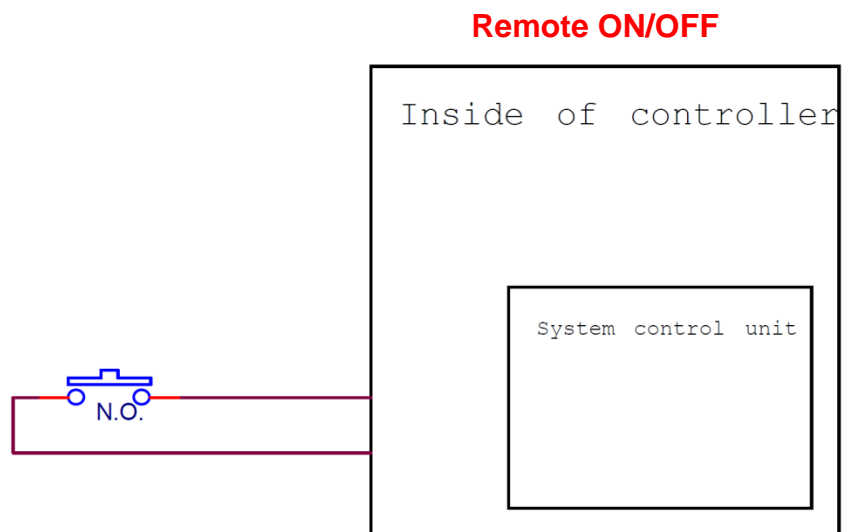 Remote ON/OFF
Inside of controller
System control unit
N.O.